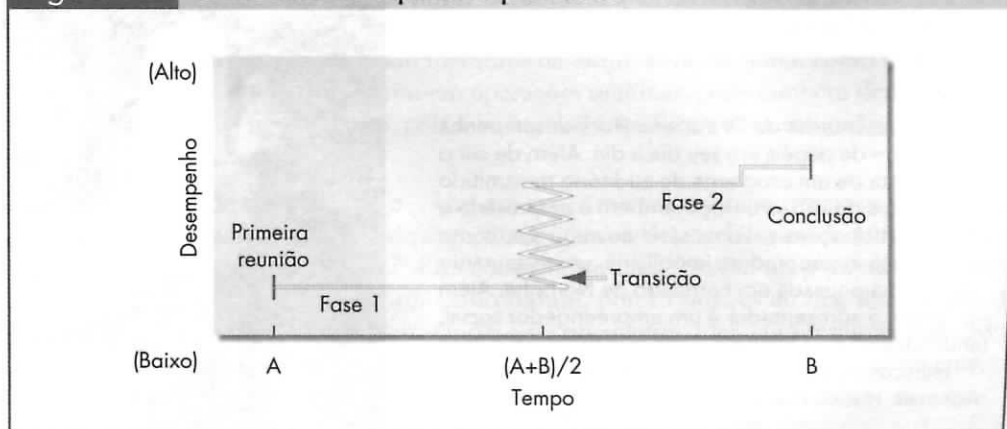 (Alto)
Desempenho
Primeira
reunião
Fase 1
Transição
Fase 2
Conclusão
(Baixo)
A
(A+B)/2
B
Tempo